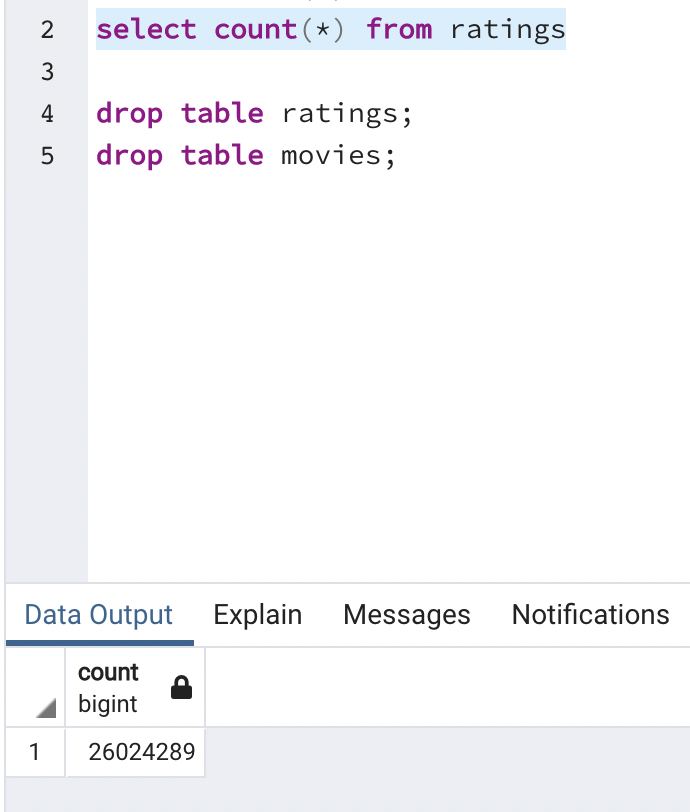 2 select count(*) from ratings
3
4 drop table ratings;
5 drop table movies;
Data Output Explain Messages Notifications
count
bigint
1 26024289